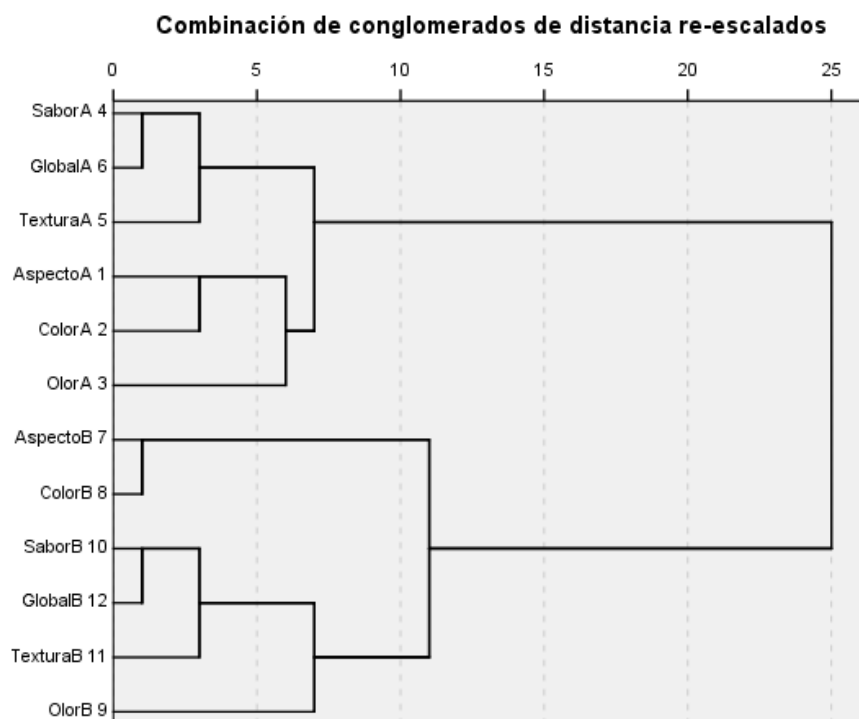 Combinación de conglomerados de distancia re-escalados
0 5 10 15 20 25
SaborA 4
GlobalA 6
TexturaA 5
AspectoA 1
ColorA 2
OlorA 3
AspectoB 7
ColorB 8
SaborB 10
GlobalB 12
TexturaB 11
OlorB 9